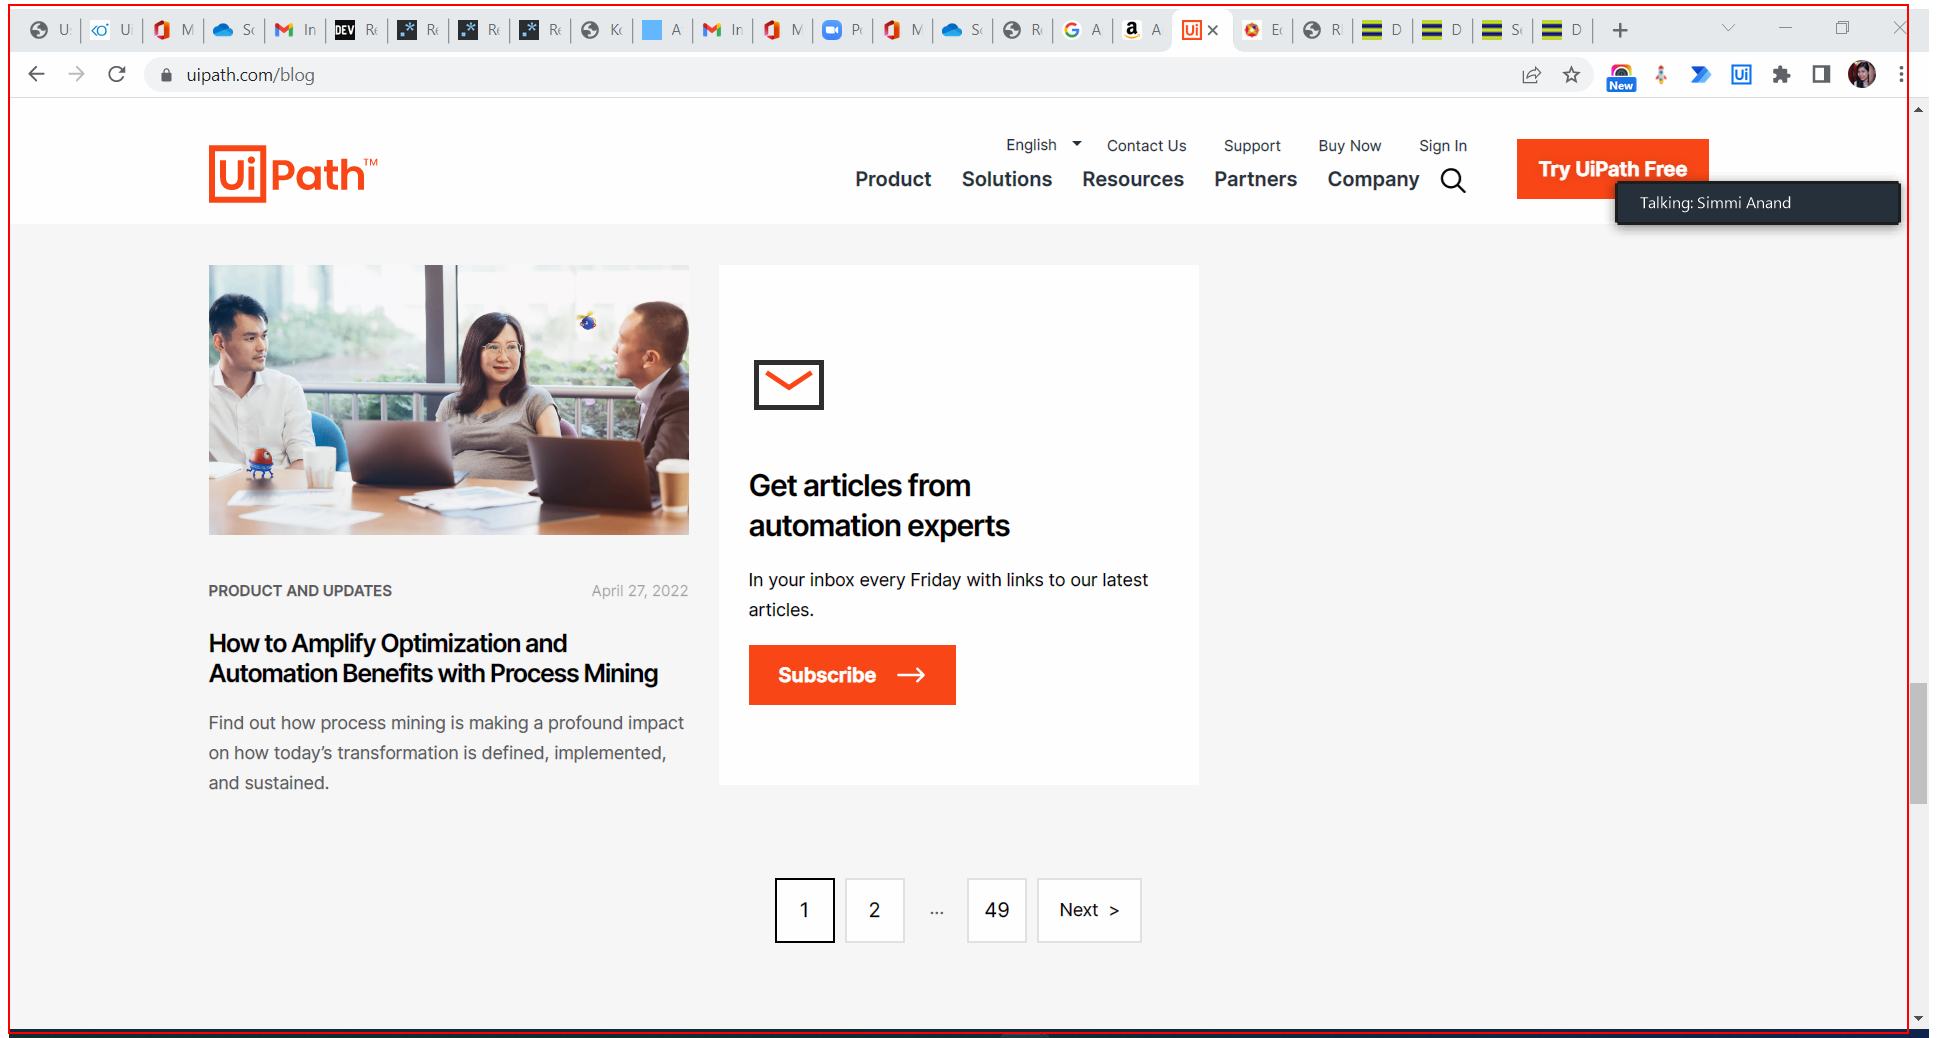 U
Ui
M
Sc
In
DEV
Re
Re
Re
Re
Kc
A
In
M
Pc
M
Sc
Re
A
A
Ui
Ec
R
D
D
Sc
D
uipath.com/blog
New
Ui
English
Contact Us
Support
Buy Now
Sign In
UiPath™
Product
Solutions
Resources
Partners
Company
Try UiPath Free
Talking: Simmi Anand
PRODUCT AND UPDATES
April 27, 2022
How to Amplify Optimization and
Automation Benefits with Process Mining
Find out how process mining is making a profound impact
on how today's transformation is defined, implemented,
and sustained.
Get articles from
automation experts
In your inbox every Friday with links to our latest
articles.
Subscribe →
1
2
...
49
Next >